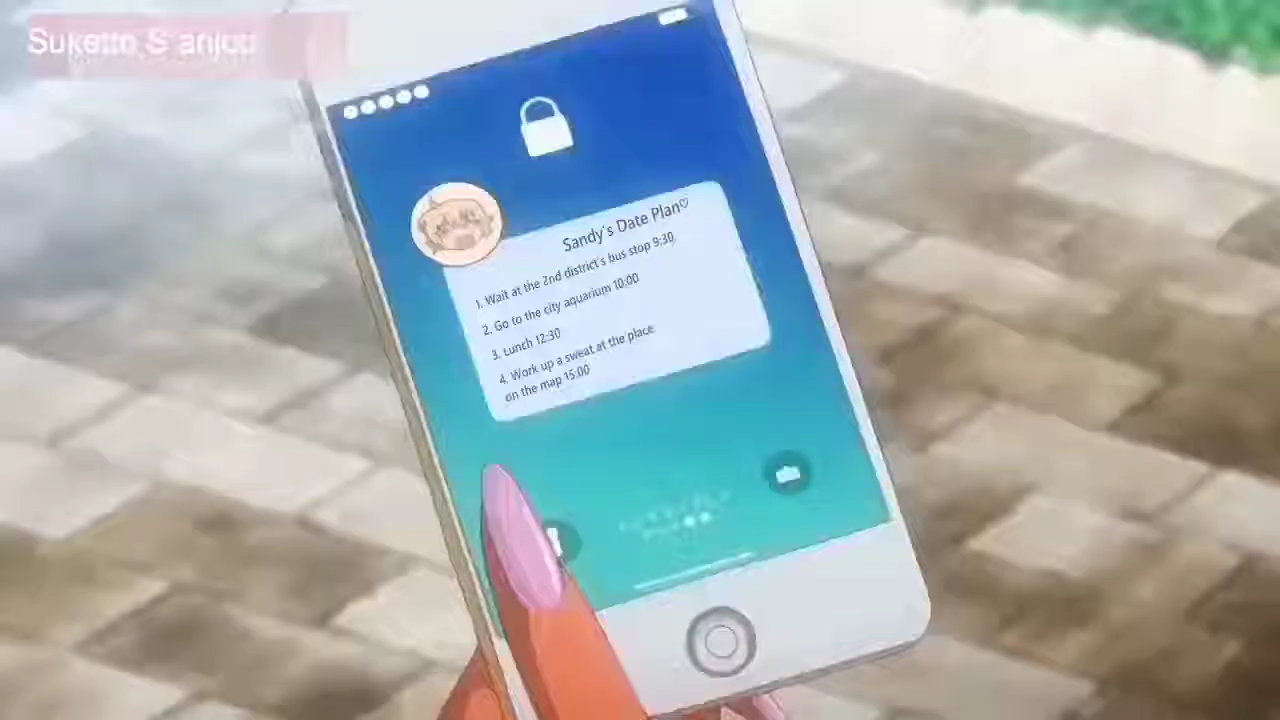 Sandy's Date Plan♡
1. Wait at the 2nd district's bus stop 9:30
2. Go to the city aquarium 10:00
3. Lunch 12:30
4. Work up a sweat at the place
on the map 15:00